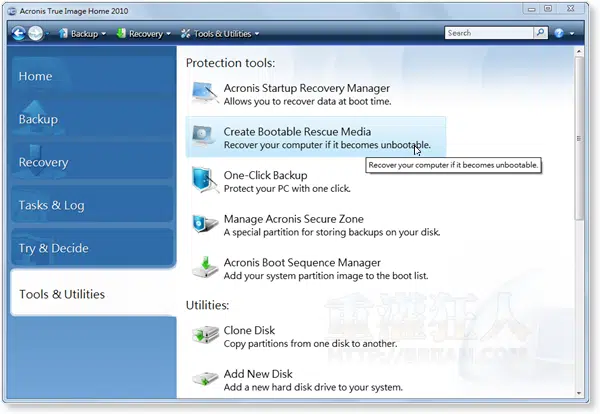 Acronis True Image Home 2010
Backup
Recovery
Tools & Utilities
Search
Home
Backup
Recovery
Tasks & Log
Try & Decide
Tools & Utilities
Protection tools:
Acronis Startup Recovery Manager
Allows you to recover data at boot time.
Create Bootable Rescue Media
Recover your computer if it becomes unbootable.
Recover your computer if it becomes unbootable.
One-Click Backup
Protect your PC with one click.
Manage Acronis Secure Zone
A special partition for storing backups on your disk.
Acronis Boot Sequence Manager
Add your system partition image to the boot list.
Utilities:
Clone Disk
Copy partitions from one disk to another.
Add New Disk
Add a new hard disk drive to your system.
重灌狂人